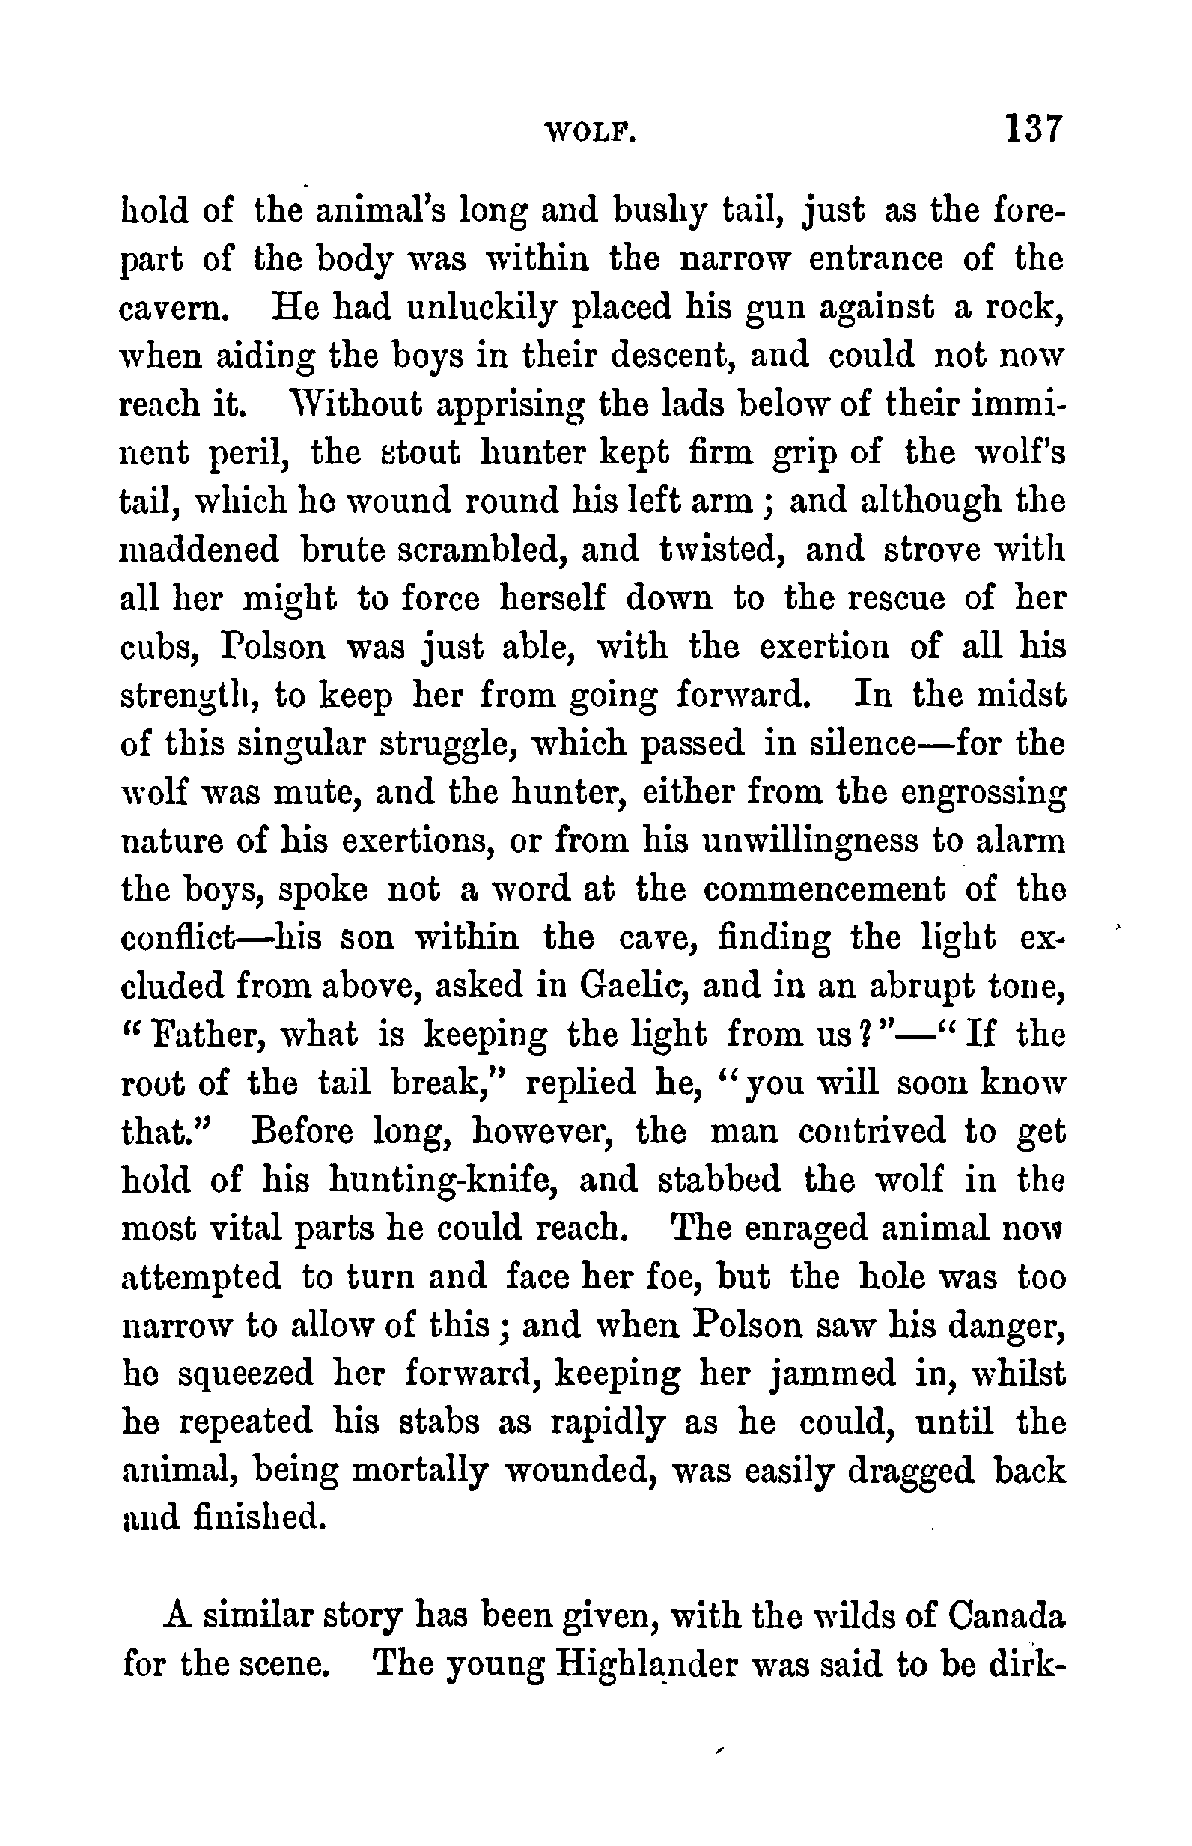 WOLF. 137
hold of the animal's long and bushy tail, just as the fore-
part of the body was within the narrow entrance of the
cavern. He had unluckily placed his gun against a rock,
when aiding the boys in their descent, and could not now
reach it. Without apprising the lads below of their immi-
nent peril, the stout hunter kept firm grip of the wolf's
tail, which he wound round his left arm; and although the
maddened brute scrambled, and twisted, and strove with
all her might to force herself down to the rescue of her
cubs, Polson was just able, with the exertion of all his
strength, to keep her from going forward. In the midst
of this singular struggle, which passed in silence—for the
wolf was mute, and the hunter, either from the engrossing
nature of his exertions, or from his unwillingness to alarm
the boys, spoke not a word at the commencement of the
conflict—his son within the cave, finding the light ex-
cluded from above, asked in Gaelic, and in an abrupt tone,
"Father, what is keeping the light from us?"—"If the
root of the tail break," replied he, "you will soon know
that." Before long, however, the man contrived to get
hold of his hunting-knife, and stabbed the wolf in the
most vital parts he could reach. The enraged animal now
attempted to turn and face her foe, but the hole was too
narrow to allow of this; and when Polson saw his danger,
he squeezed her forward, keeping her jammed in, whilst
he repeated his stabs as rapidly as he could, until the
animal, being mortally wounded, was easily dragged back
and finished.
A similar story has been given, with the wilds of Canada
for the scene. The young Highlander was said to be dirk-